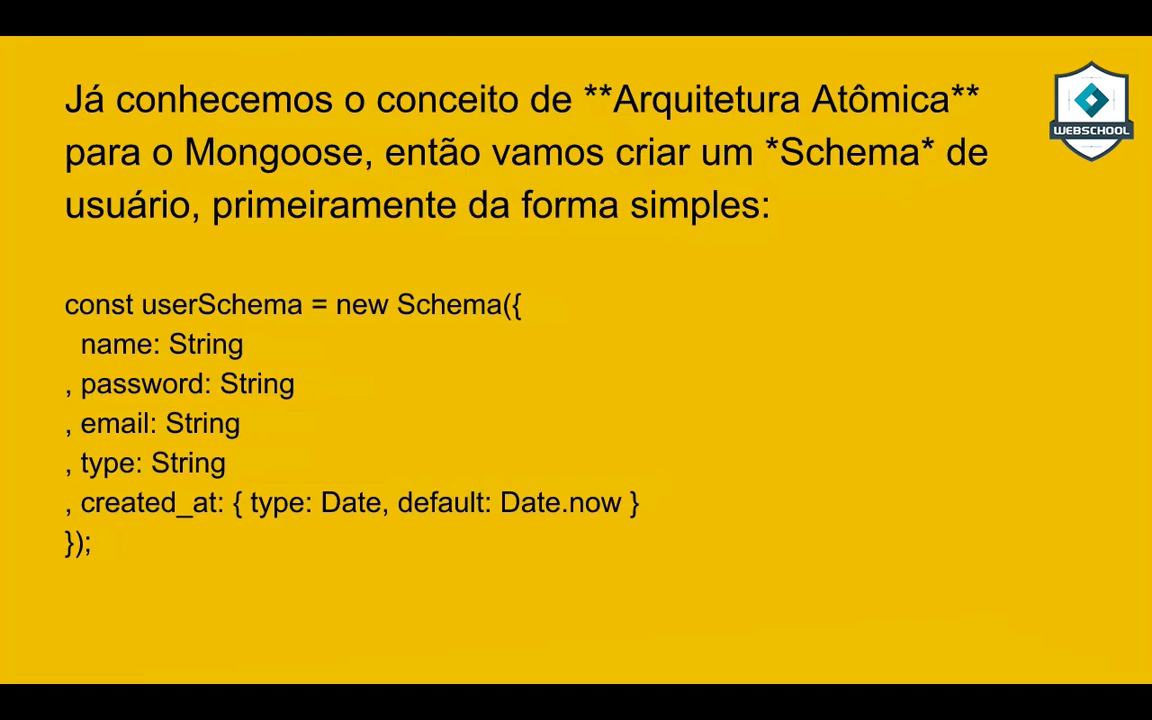 Já conhecemos o conceito de **Arquitetura Atômica**
para o Mongoose, então vamos criar um *Schema* de
usuário, primeiramente da forma simples:
WEBSCHOOL
const userSchema = new Schema({
  name: String
, password: String
, email: String
, type: String
, created_at: { type: Date, default: Date.now }
});